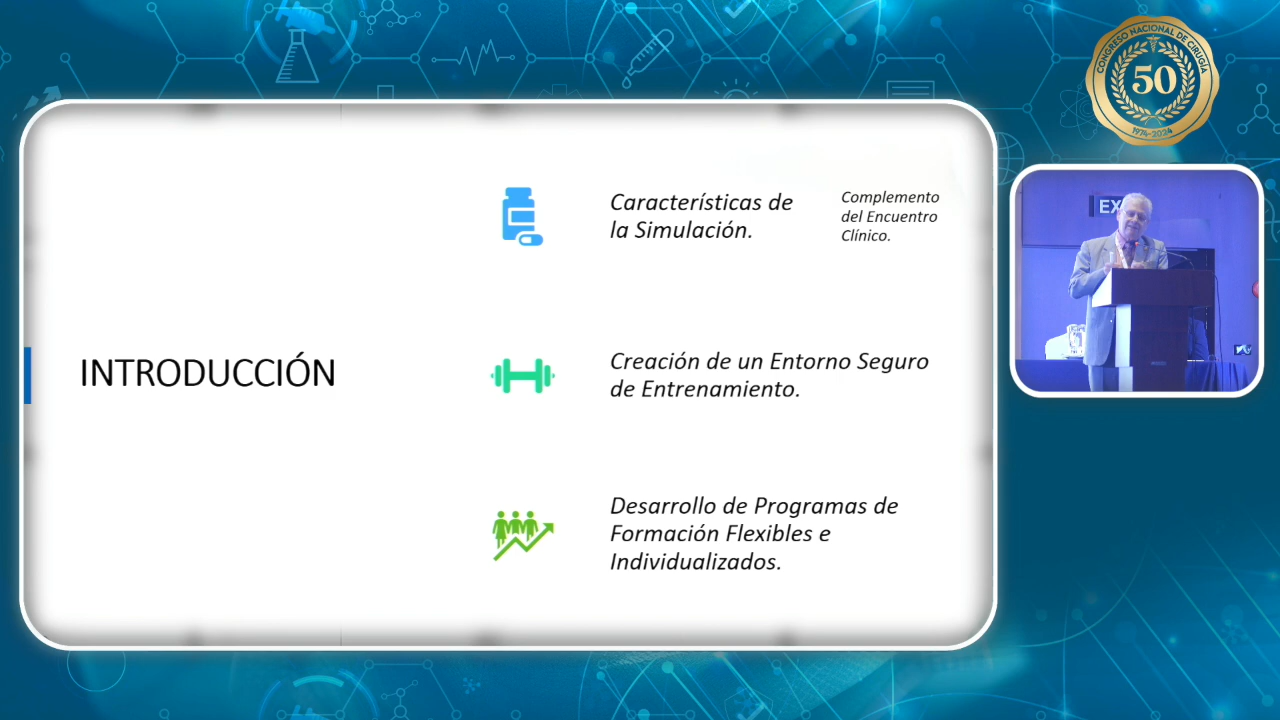 CONGRESO NACIONAL DE CIRUGÍA
50
1974-2024
Características de
la Simulación.
Complemento
del Encuentro
Clínico.
EX
INTRODUCCIÓN
Creación de un Entorno Seguro
de Entrenamiento.
Desarrollo de Programas de
Formación Flexibles e
Individualizados.